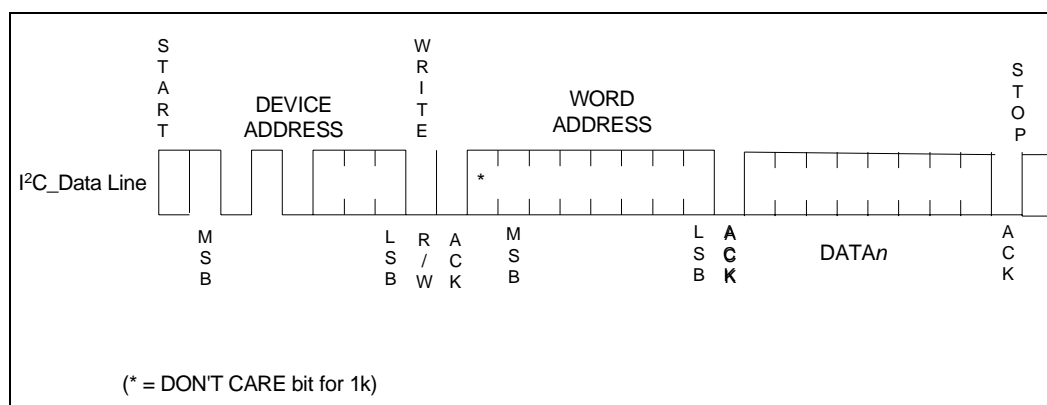 START
WRITE
STOP
DEVICE
ADDRESS
WORD
ADDRESS
I²C_Data Line
*
MSB
LSB
R/W
ACK
MSB
LSB
ACK
DATAn
ACK
(* = DON'T CARE bit for 1k)